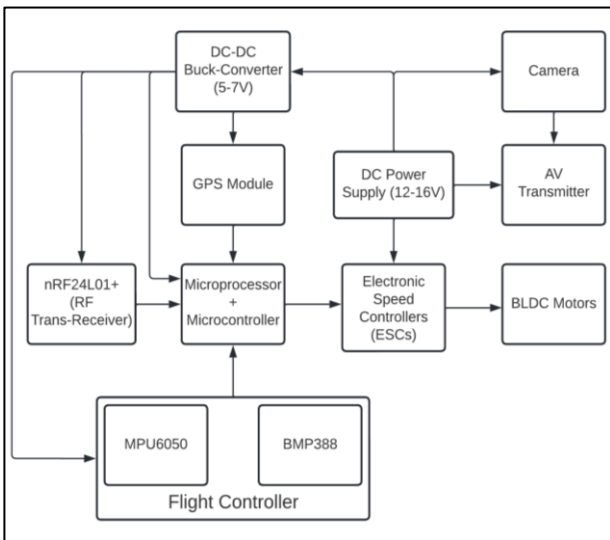 DC-DC
Buck-Converter
(5-7V)
Camera
GPS Module
DC Power
Supply (12-16V)
AV
Transmitter
nRF24L01+
(RF
Trans-Receiver)
Microprocessor
+
Microcontroller
Electronic
Speed
Controllers
(ESCs)
BLDC Motors
MPU6050
BMP388
Flight Controller